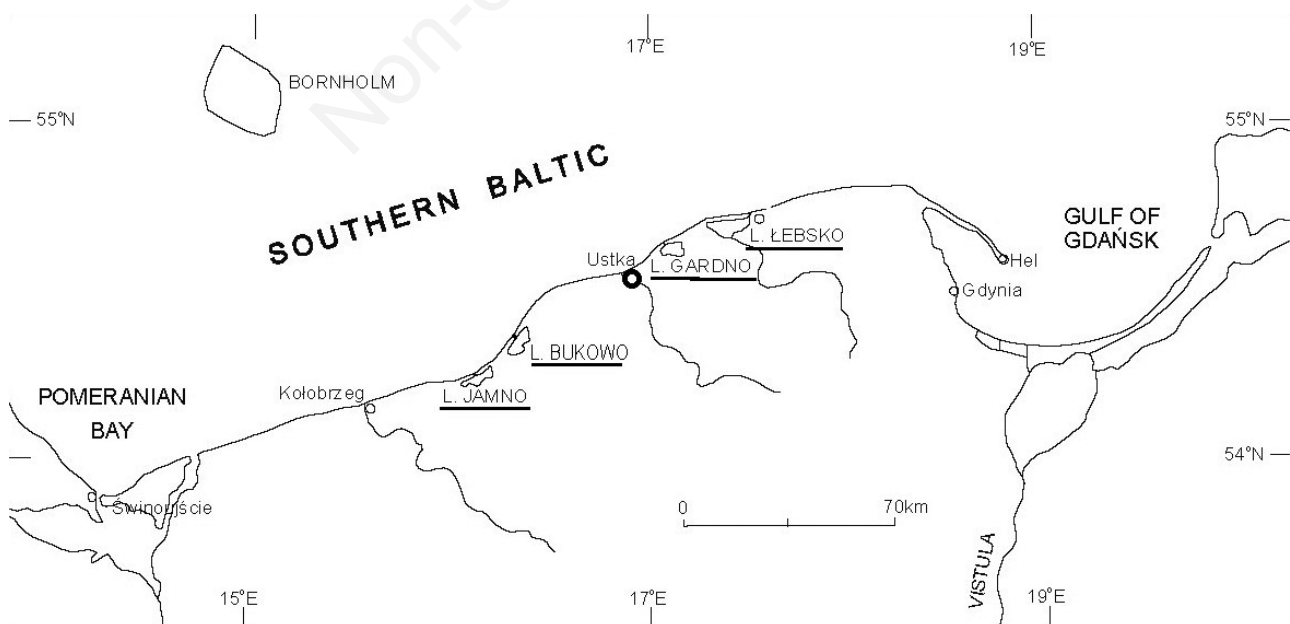 17°E
19°E
BORNHOLM
55°N
55°N
SOUTHERN BALTIC
GULF OF
GDAŃSK
L. ŁEBSKO
Ustka
L. GARDNO
Hel
Gdynia
L. BUKOWO
Kołobrzeg
L. JAMNO
POMERANIAN
BAY
54°N
Świnoujście
0 70km
VISTULA
15°E
17°E
19°E